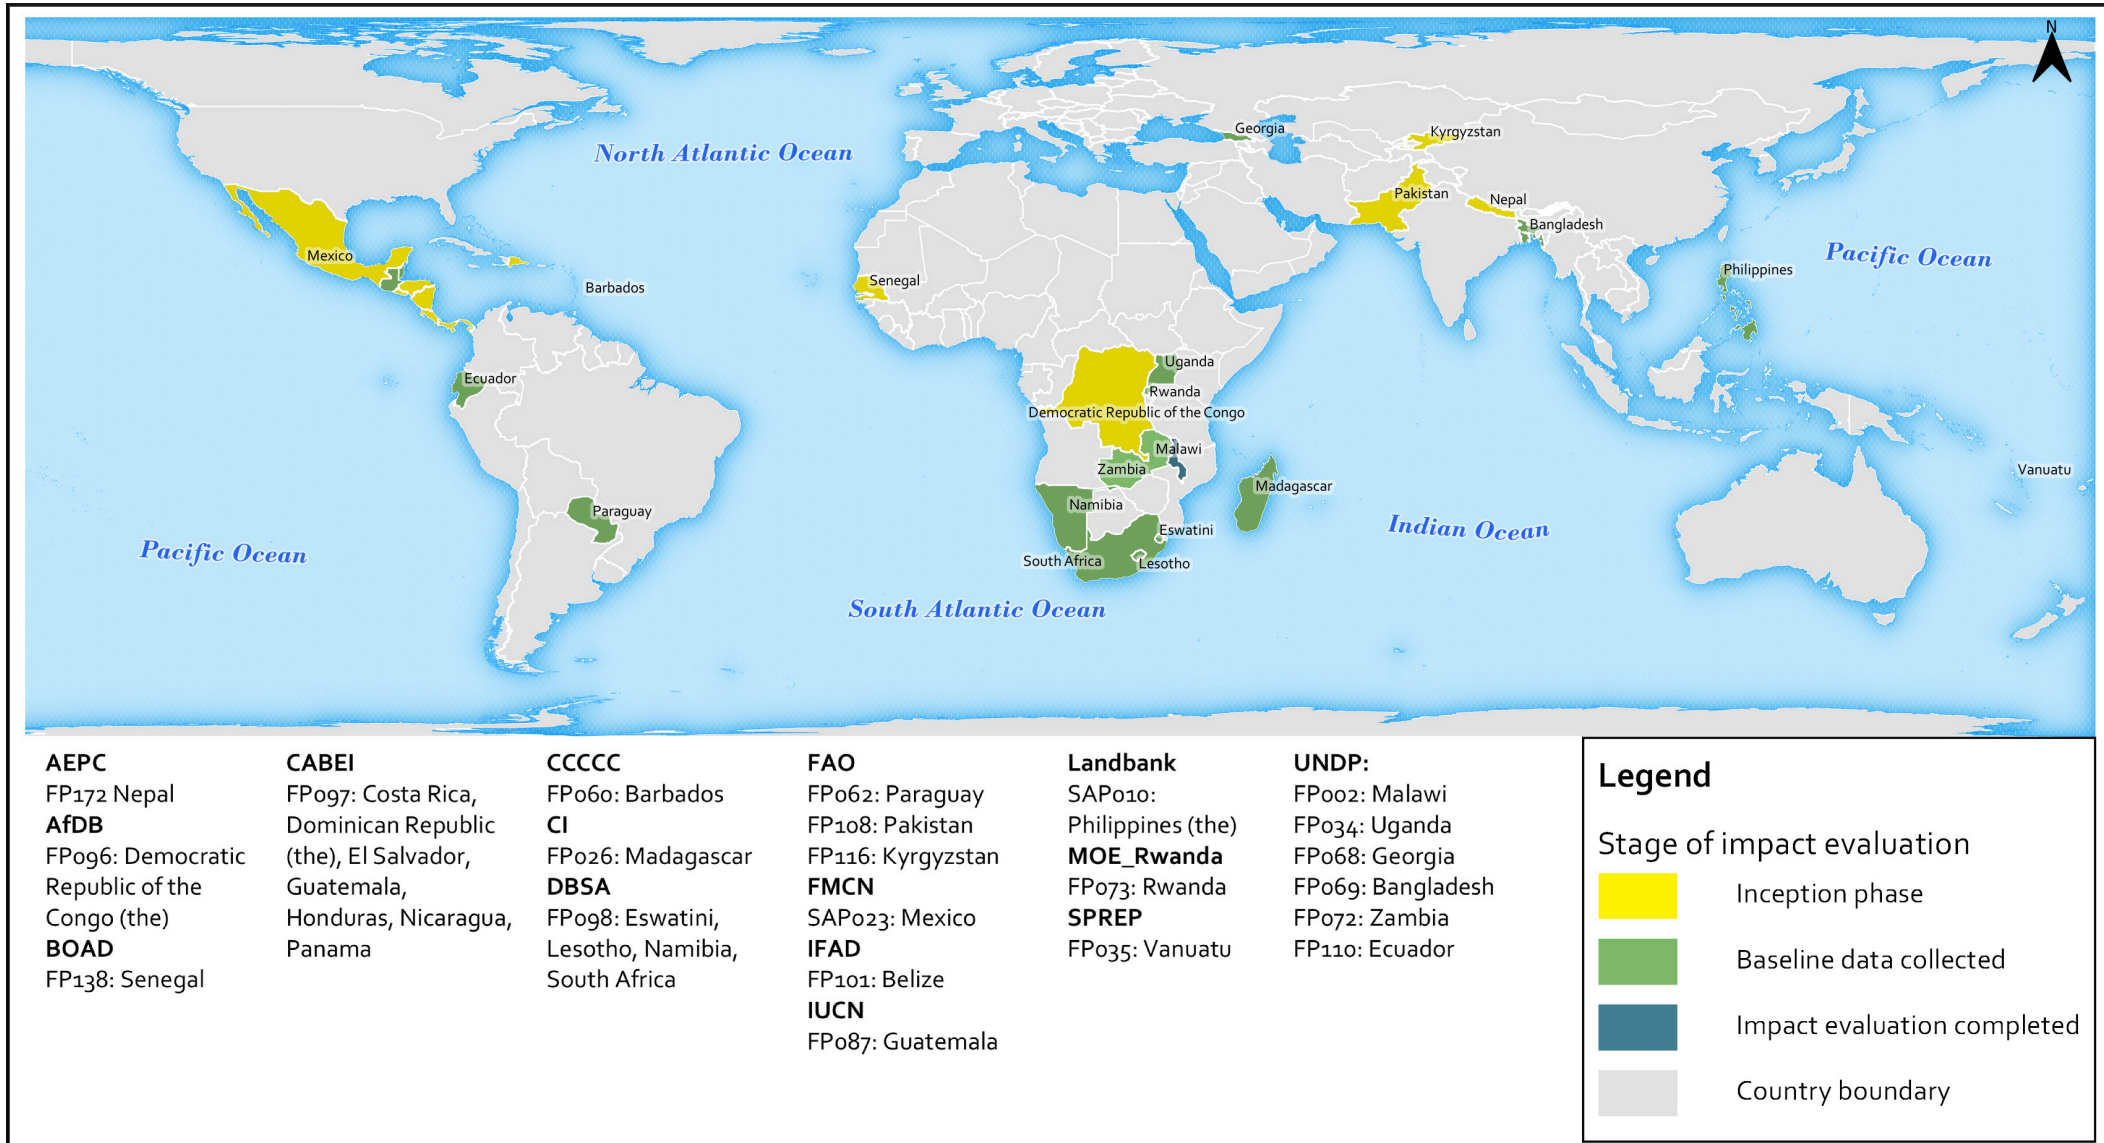 N
Georgia
Kyrgyzstan
North Atlantic Ocean
Pakistan
Nepal
Bangladesh
Pacific Ocean
Mexico
Philippines
Senegal
Barbados
Uganda
Ecuador
Rwanda
Democratic Republic of the Congo
Malawi
Zambia
Vanuatu
Madagascar
Namibia
Paraguay
Indian Ocean
Eswatini
Pacific Ocean
South Africa
Lesotho
South Atlantic Ocean
AEPC
FP172 Nepal
AfDB
FP096: Democratic
Republic of the
Congo (the)
BOAD
FP138: Senegal
CABEI
FP097: Costa Rica,
Dominican Republic
(the), El Salvador,
Guatemala,
Honduras, Nicaragua,
Panama
CCCCC
FP060: Barbados
CI
FP026: Madagascar
DBSA
FP098: Eswatini,
Lesotho, Namibia,
South Africa
FAO
FP062: Paraguay
FP108: Pakistan
FP116: Kyrgyzstan
FMCN
SAP023: Mexico
IFAD
FP101: Belize
IUCN
FP087: Guatemala
Landbank
SAP010:
Philippines (the)
MOE_Rwanda
FP073: Rwanda
SPREP
FP035: Vanuatu
UNDP:
FP002: Malawi
FP034: Uganda
FP068: Georgia
FP069: Bangladesh
FP072: Zambia
FP110: Ecuador
Legend
Stage of impact evaluation
Inception phase
Baseline data collected
Impact evaluation completed
Country boundary